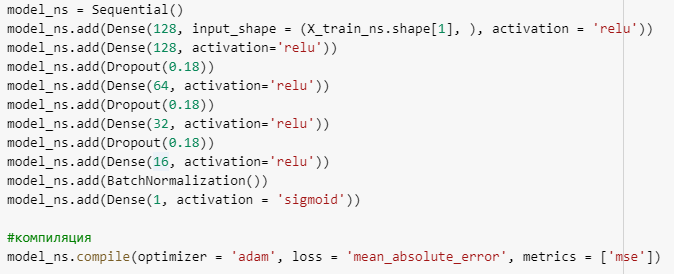 model_ns = Sequential()
model_ns.add(Dense(128, input_shape = (X_train_ns.shape[1], ), activation = 'relu'))
model_ns.add(Dense(128, activation='relu'))
model_ns.add(Dropout(0.18))
model_ns.add(Dense(64, activation='relu'))
model_ns.add(Dropout(0.18))
model_ns.add(Dense(32, activation='relu'))
model_ns.add(Dropout(0.18))
model_ns.add(Dense(16, activation='relu'))
model_ns.add(BatchNormalization())
model_ns.add(Dense(1, activation = 'sigmoid'))
#компиляция
model_ns.compile(optimizer = 'adam', loss = 'mean_absolute_error', metrics = ['mse'])